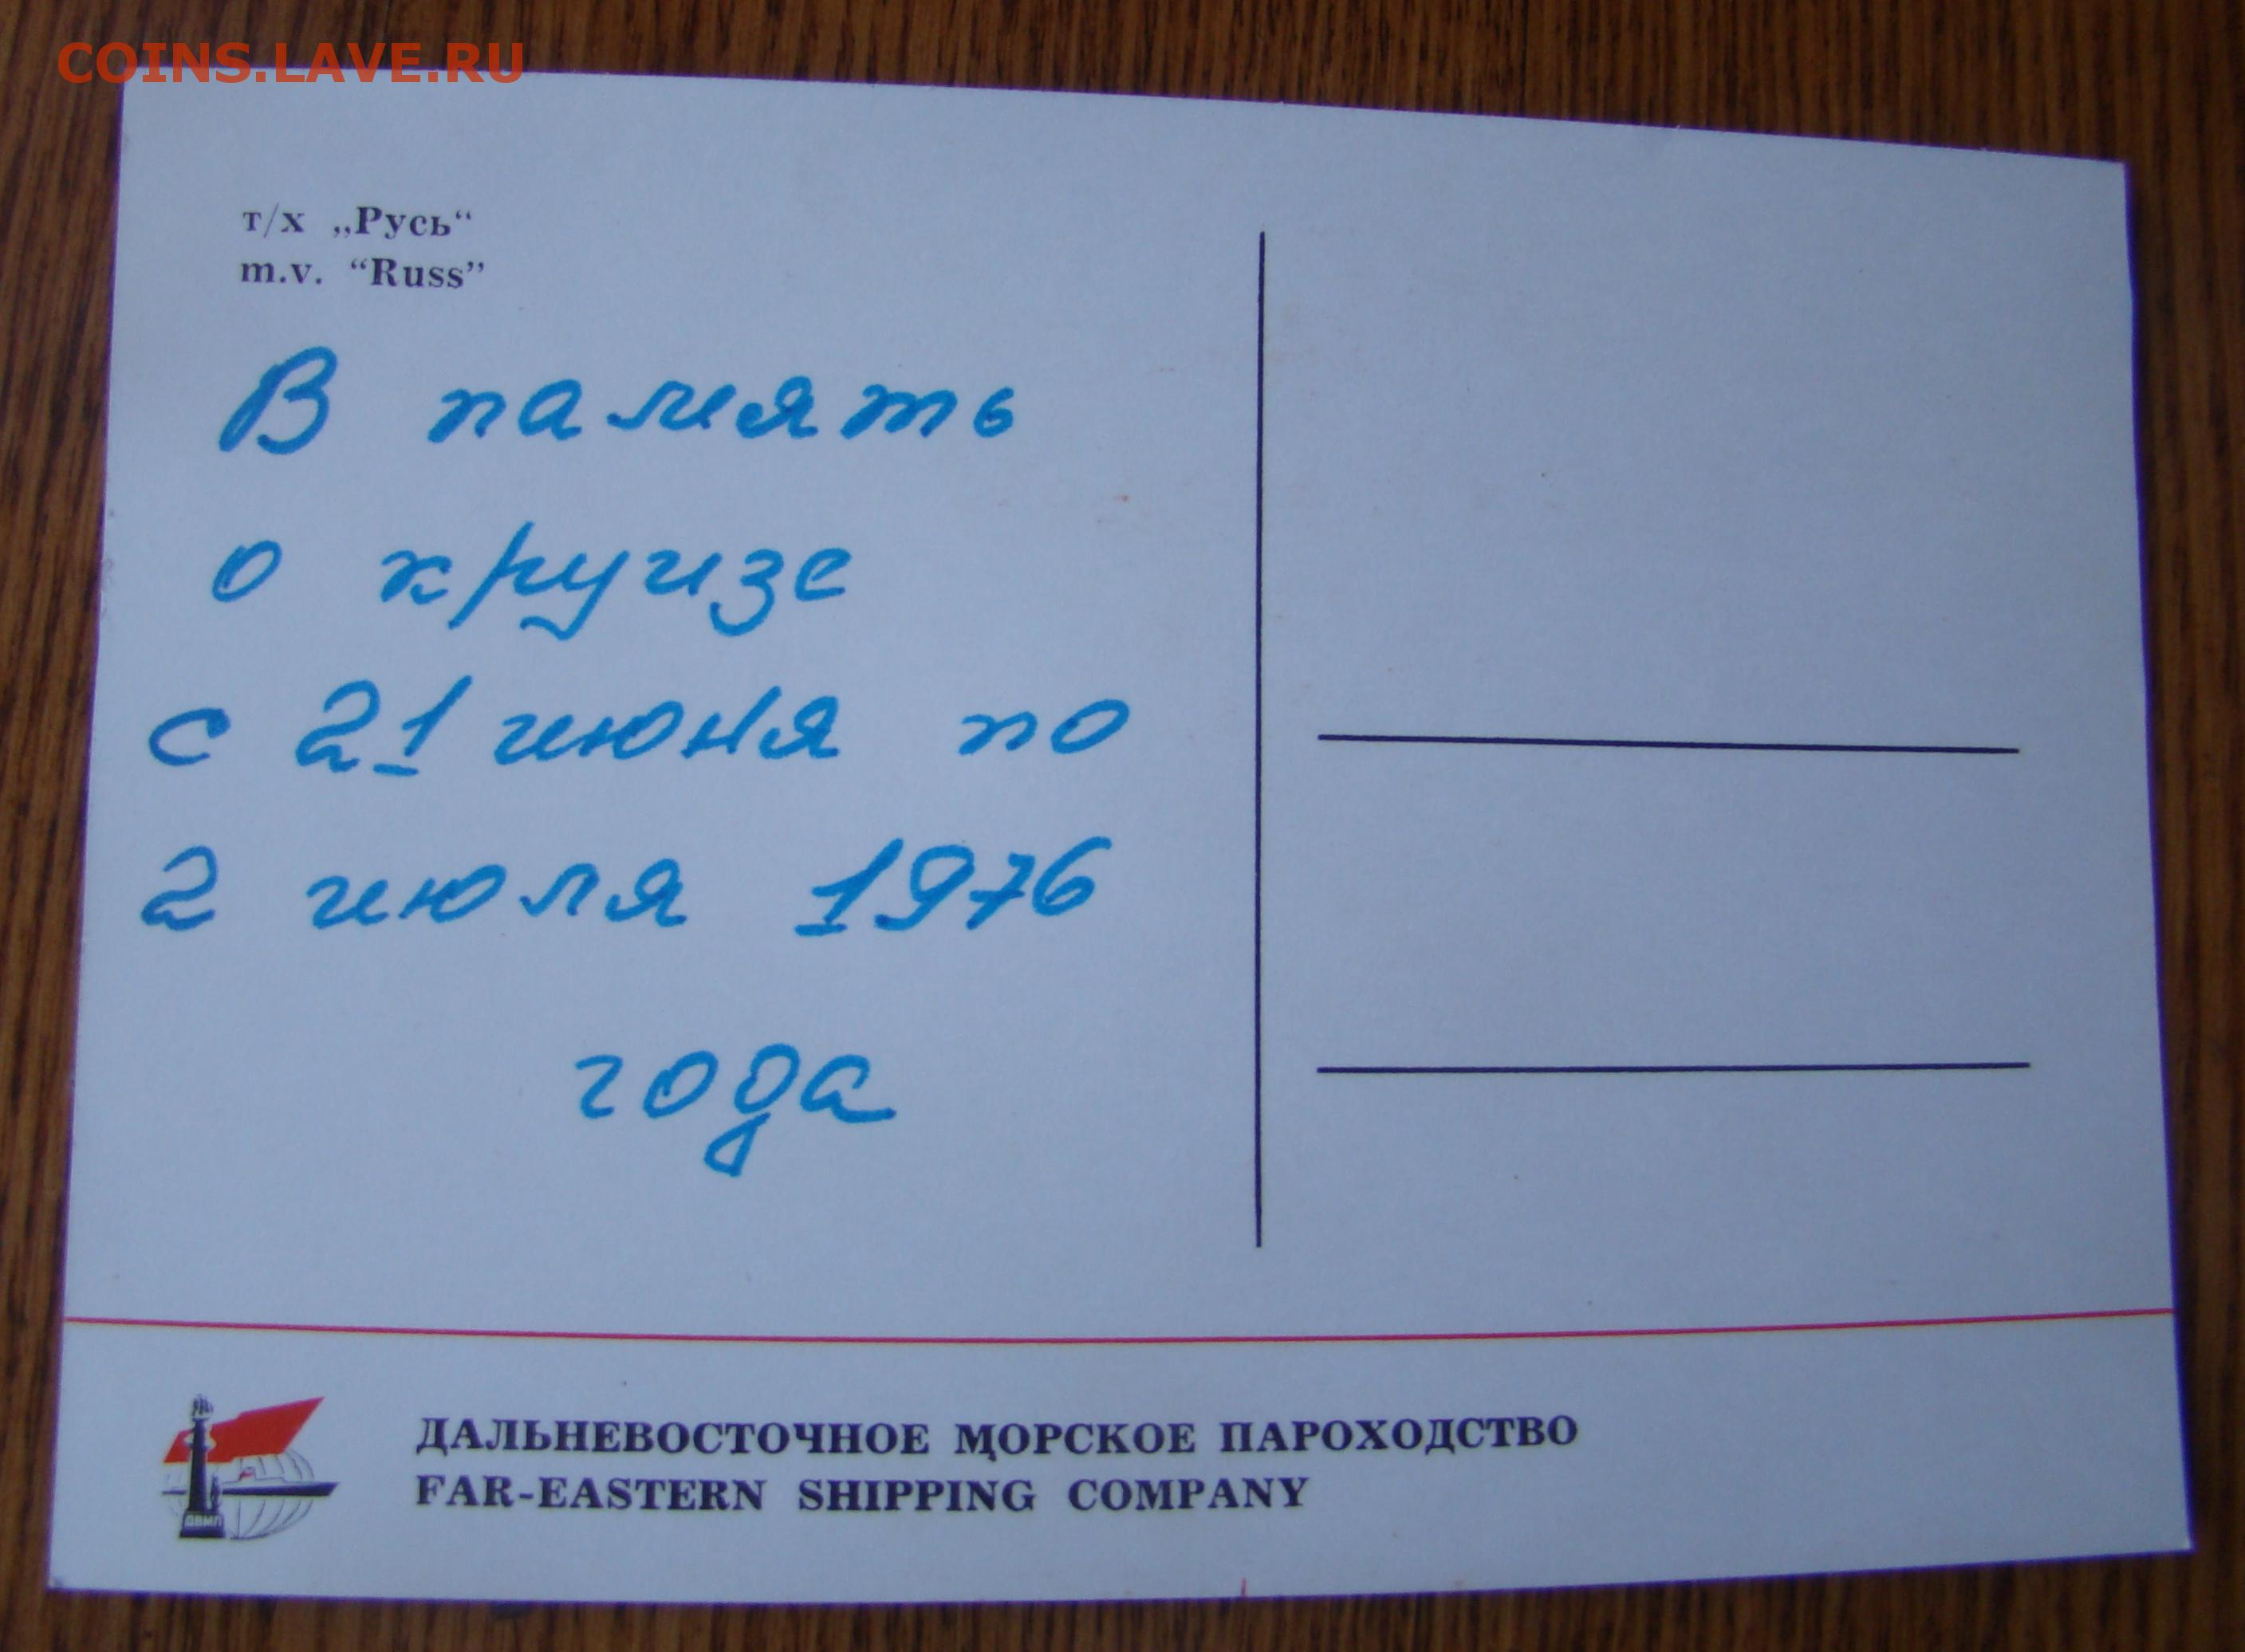 COINS.LAVE.RU
т/х „Русь“
m.v. “Russ”
В память
о круизе
с 21 июня по
2 июля 1976
года
ДВМП
ДАЛЬНЕВОСТОЧНОЕ МОРСКОЕ ПАРОХОДСТВО
FAR-EASTERN SHIPPING COMPANY